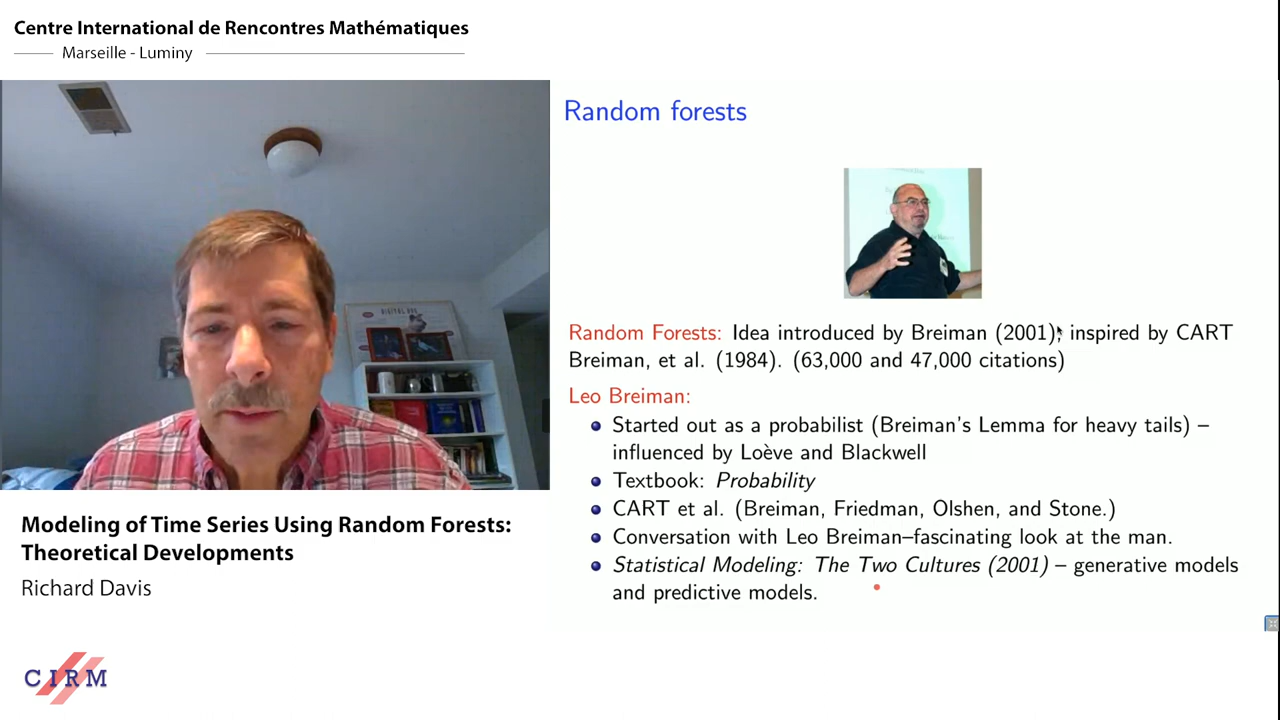 Centre International de Rencontres Mathématiques
Marseille - Luminy
Random forests
Random Forests: Idea introduced by Breiman (2001); inspired by CART
Breiman, et al. (1984). (63,000 and 47,000 citations)
Leo Breiman:
Started out as a probabilist (Breiman's Lemma for heavy tails) –
influenced by Loève and Blackwell
Textbook: Probability
CART et al. (Breiman, Friedman, Olshen, and Stone.)
Conversation with Leo Breiman–fascinating look at the man.
Statistical Modeling: The Two Cultures (2001) – generative models
and predictive models.
Modeling of Time Series Using Random Forests:
Theoretical Developments
Richard Davis
CIRM